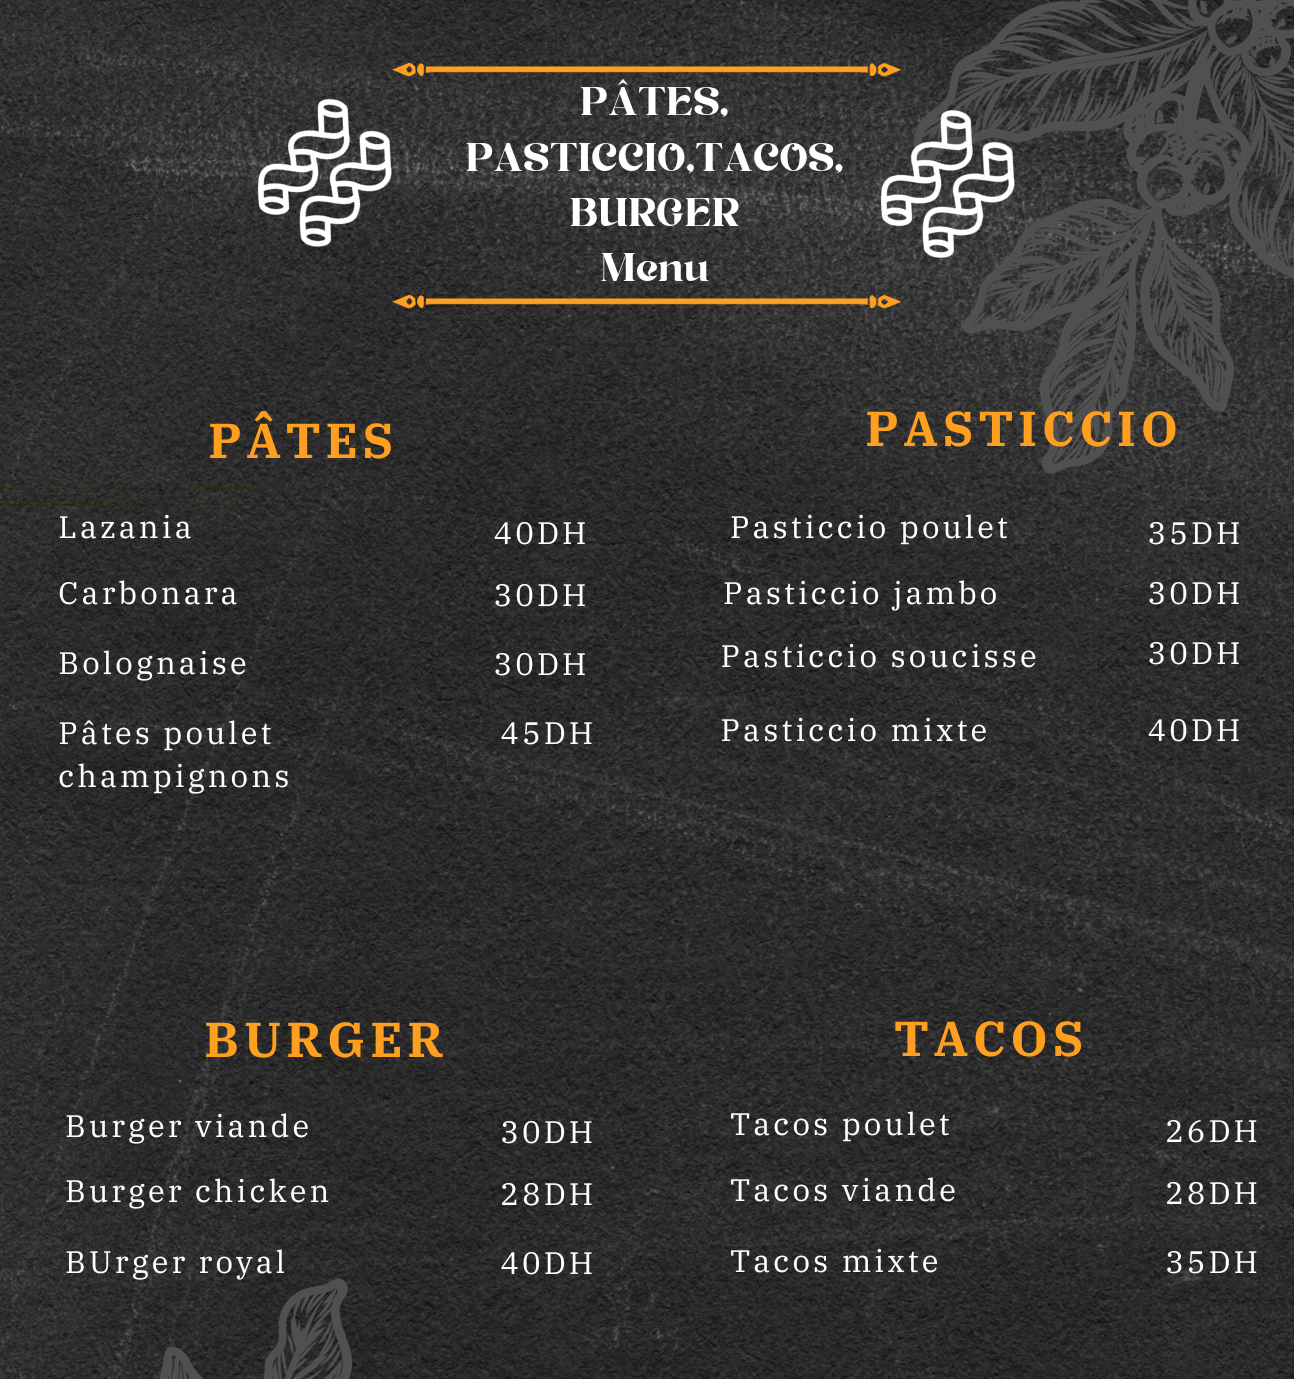 PÂTES,
PASTICCIO,TACOS,
BURGER
Menu
PÂTES
Lazania 40DH
Carbonara 30DH
Bolognaise 30DH
Pâtes poulet 45DH
champignons
PASTICCIO
Pasticcio poulet 35DH
Pasticcio jambo 30DH
Pasticcio soucisse 30DH
Pasticcio mixte 40DH
BURGER
Burger viande 30DH
Burger chicken 28DH
BUrger royal 40DH
TACOS
Tacos poulet 26DH
Tacos viande 28DH
Tacos mixte 35DH